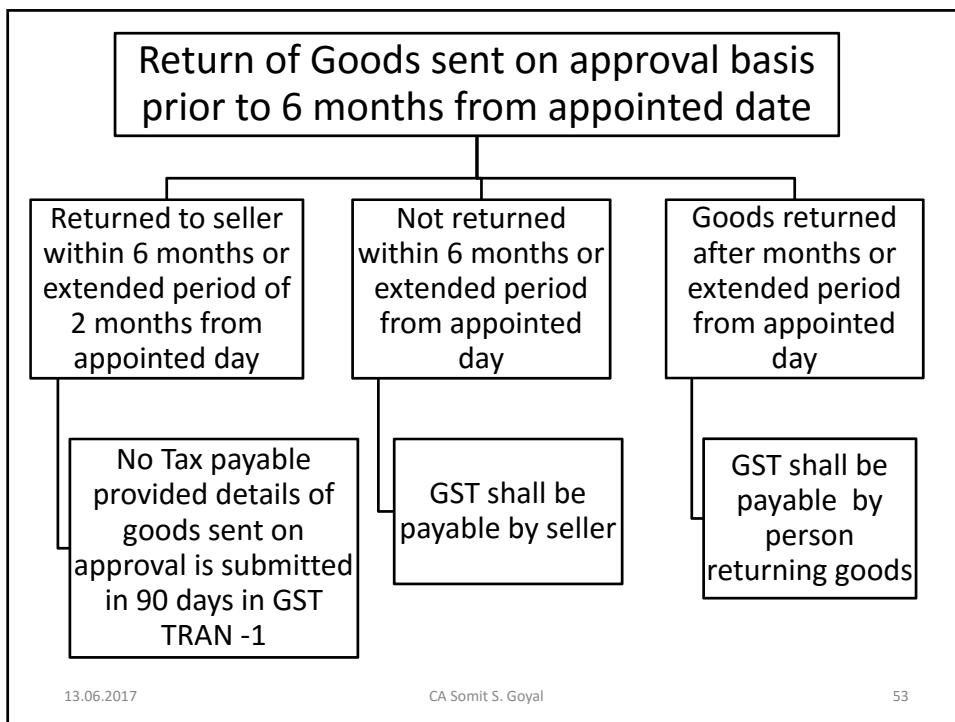 Return of Goods sent on approval basis
prior to 6 months from appointed date
Returned to seller
within 6 months or
extended period of
2 months from
appointed day
No Tax payable
provided details of
goods sent on
approval is submitted
in 90 days in GST
TRAN -1
Not returned
within 6 months or
extended period
from appointed
day
GST shall be
payable by seller
Goods returned
after months or
extended period
from appointed
day
GST shall be
payable by
person
returning goods
13.06.2017
CA Somit S. Goyal
53